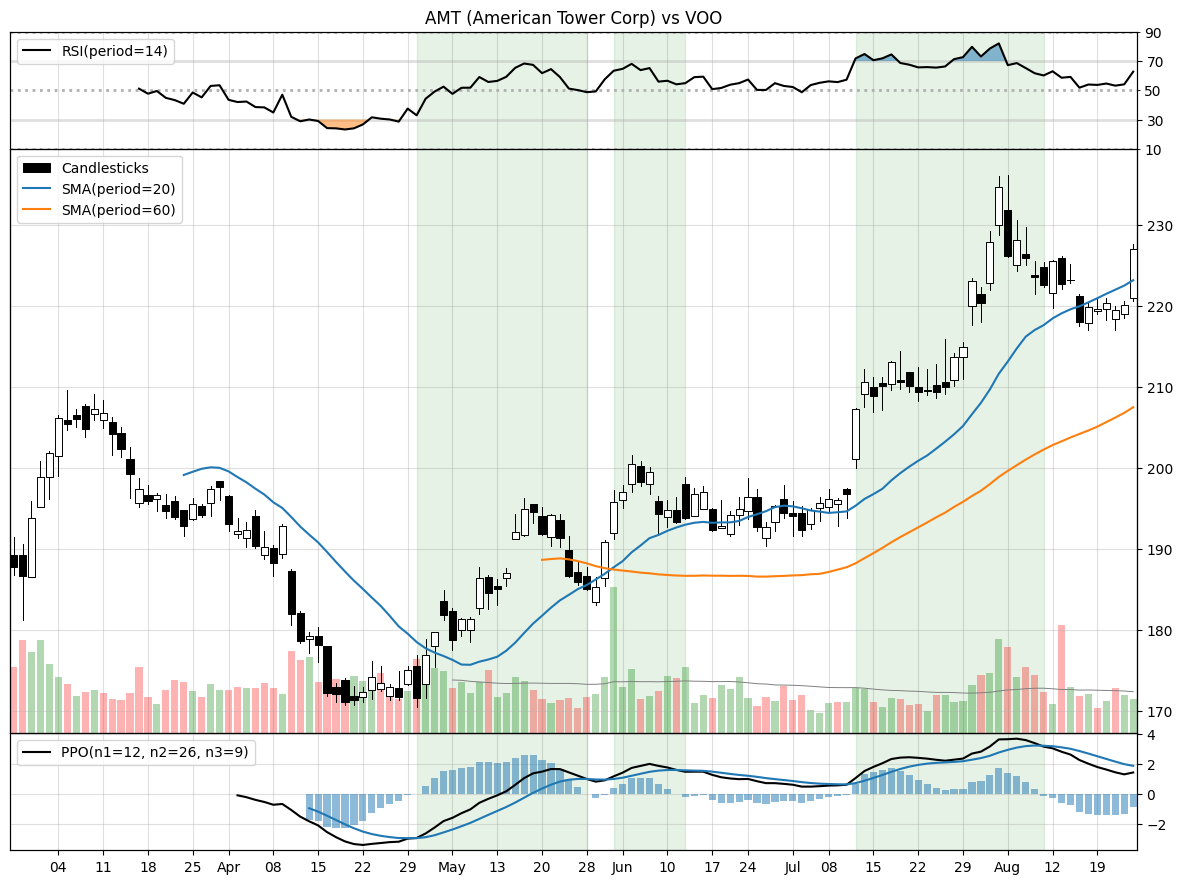 AMT (American Tower Corp) vs VOO
RSI(period=14)
90
70
50
30
10
Candlesticks
SMA(period=20)
SMA(period=60)
230
220
210
200
190
180
170
PPO(n1=12, n2=26, n3=9)
4
2
0
−2
04 11 18 25 Apr 08 15 22 29 May 13 20 28 Jun 10 17 24 Jul 08 15 22 29 Aug 12 19